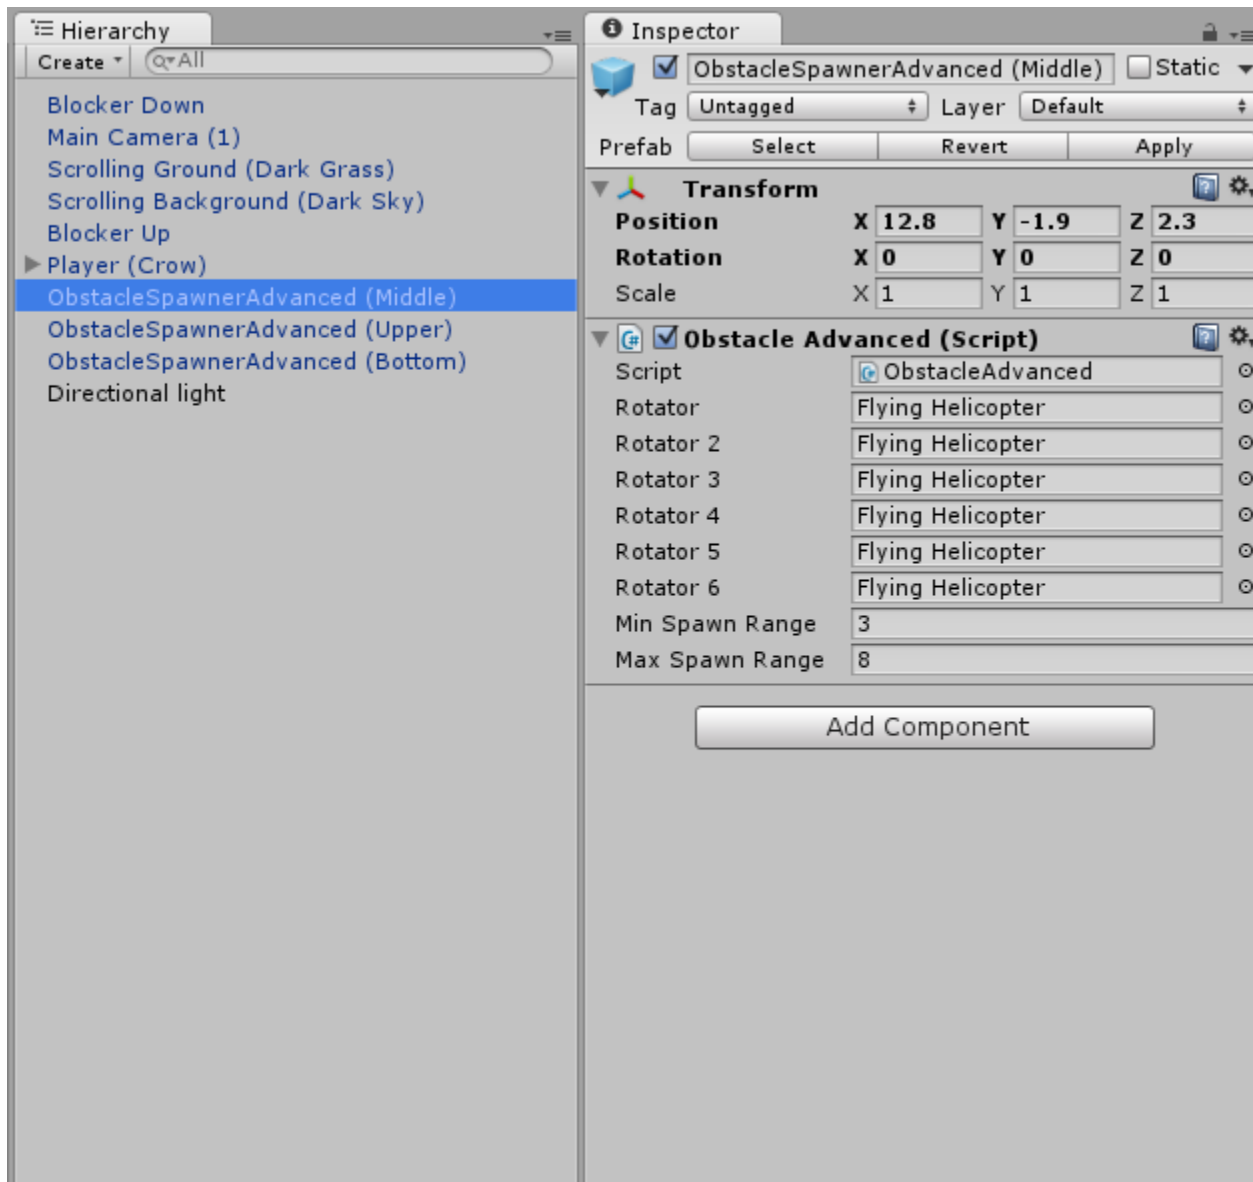 Hierarchy
Create All
Blocker Down
Main Camera (1)
Scrolling Ground (Dark Grass)
Scrolling Background (Dark Sky)
Blocker Up
Player (Crow)
ObstacleSpawnerAdvanced (Middle)
ObstacleSpawnerAdvanced (Upper)
ObstacleSpawnerAdvanced (Bottom)
Directional light
Inspector
ObstacleSpawnerAdvanced (Middle) Static
Tag Untagged Layer Default
Prefab Select Revert Apply
Transform
Position X 12.8 Y -1.9 Z 2.3
Rotation X 0 Y 0 Z 0
Scale X 1 Y 1 Z 1
Obstacle Advanced (Script)
Script ObstacleAdvanced
Rotator Flying Helicopter
Rotator 2 Flying Helicopter
Rotator 3 Flying Helicopter
Rotator 4 Flying Helicopter
Rotator 5 Flying Helicopter
Rotator 6 Flying Helicopter
Min Spawn Range 3
Max Spawn Range 8
Add Component